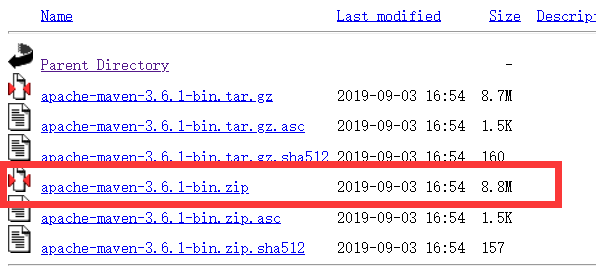 Name Last modified Size Descript
Parent Directory -
apache-maven-3.6.1-bin.tar.gz 2019-09-03 16:54 8.7M
apache-maven-3.6.1-bin.tar.gz.asc 2019-09-03 16:54 1.5K
apache-maven-3.6.1-bin.tar.gz.sha512 2019-09-03 16:54 160
apache-maven-3.6.1-bin.zip 2019-09-03 16:54 8.8M
apache-maven-3.6.1-bin.zip.asc 2019-09-03 16:54 1.5K
apache-maven-3.6.1-bin.zip.sha512 2019-09-03 16:54 157